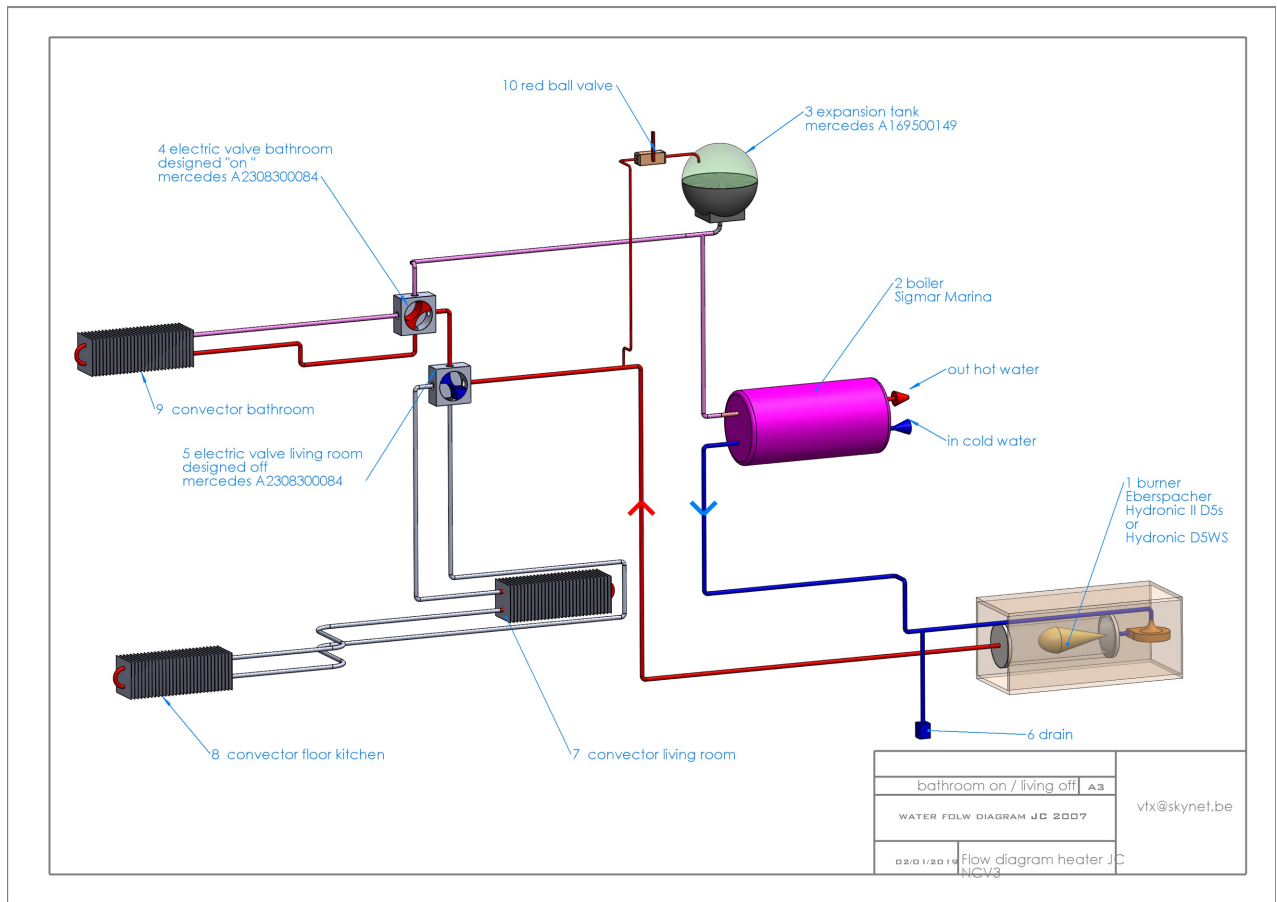 10 red ball valve
3 expansion tank
mercedes A169500149
4 electric valve bathroom
designed "on "
mercedes A2308300084
2 boiler
Sigmar Marina
out hot water
9 convector bathroom
in cold water
5 electric valve living room
designed off
mercedes A2308300084
1 burner
Eberspacher
Hydronic II D5s
or
Hydronic D5WS
6 drain
8 convector floor kitchen
7 convector living room
bathroom on / living off
A3
WATER FOLW DIAGRAM JC 2007
vtx@skynet.be
02/01/2019
Flow diagram heater JC
NCV3